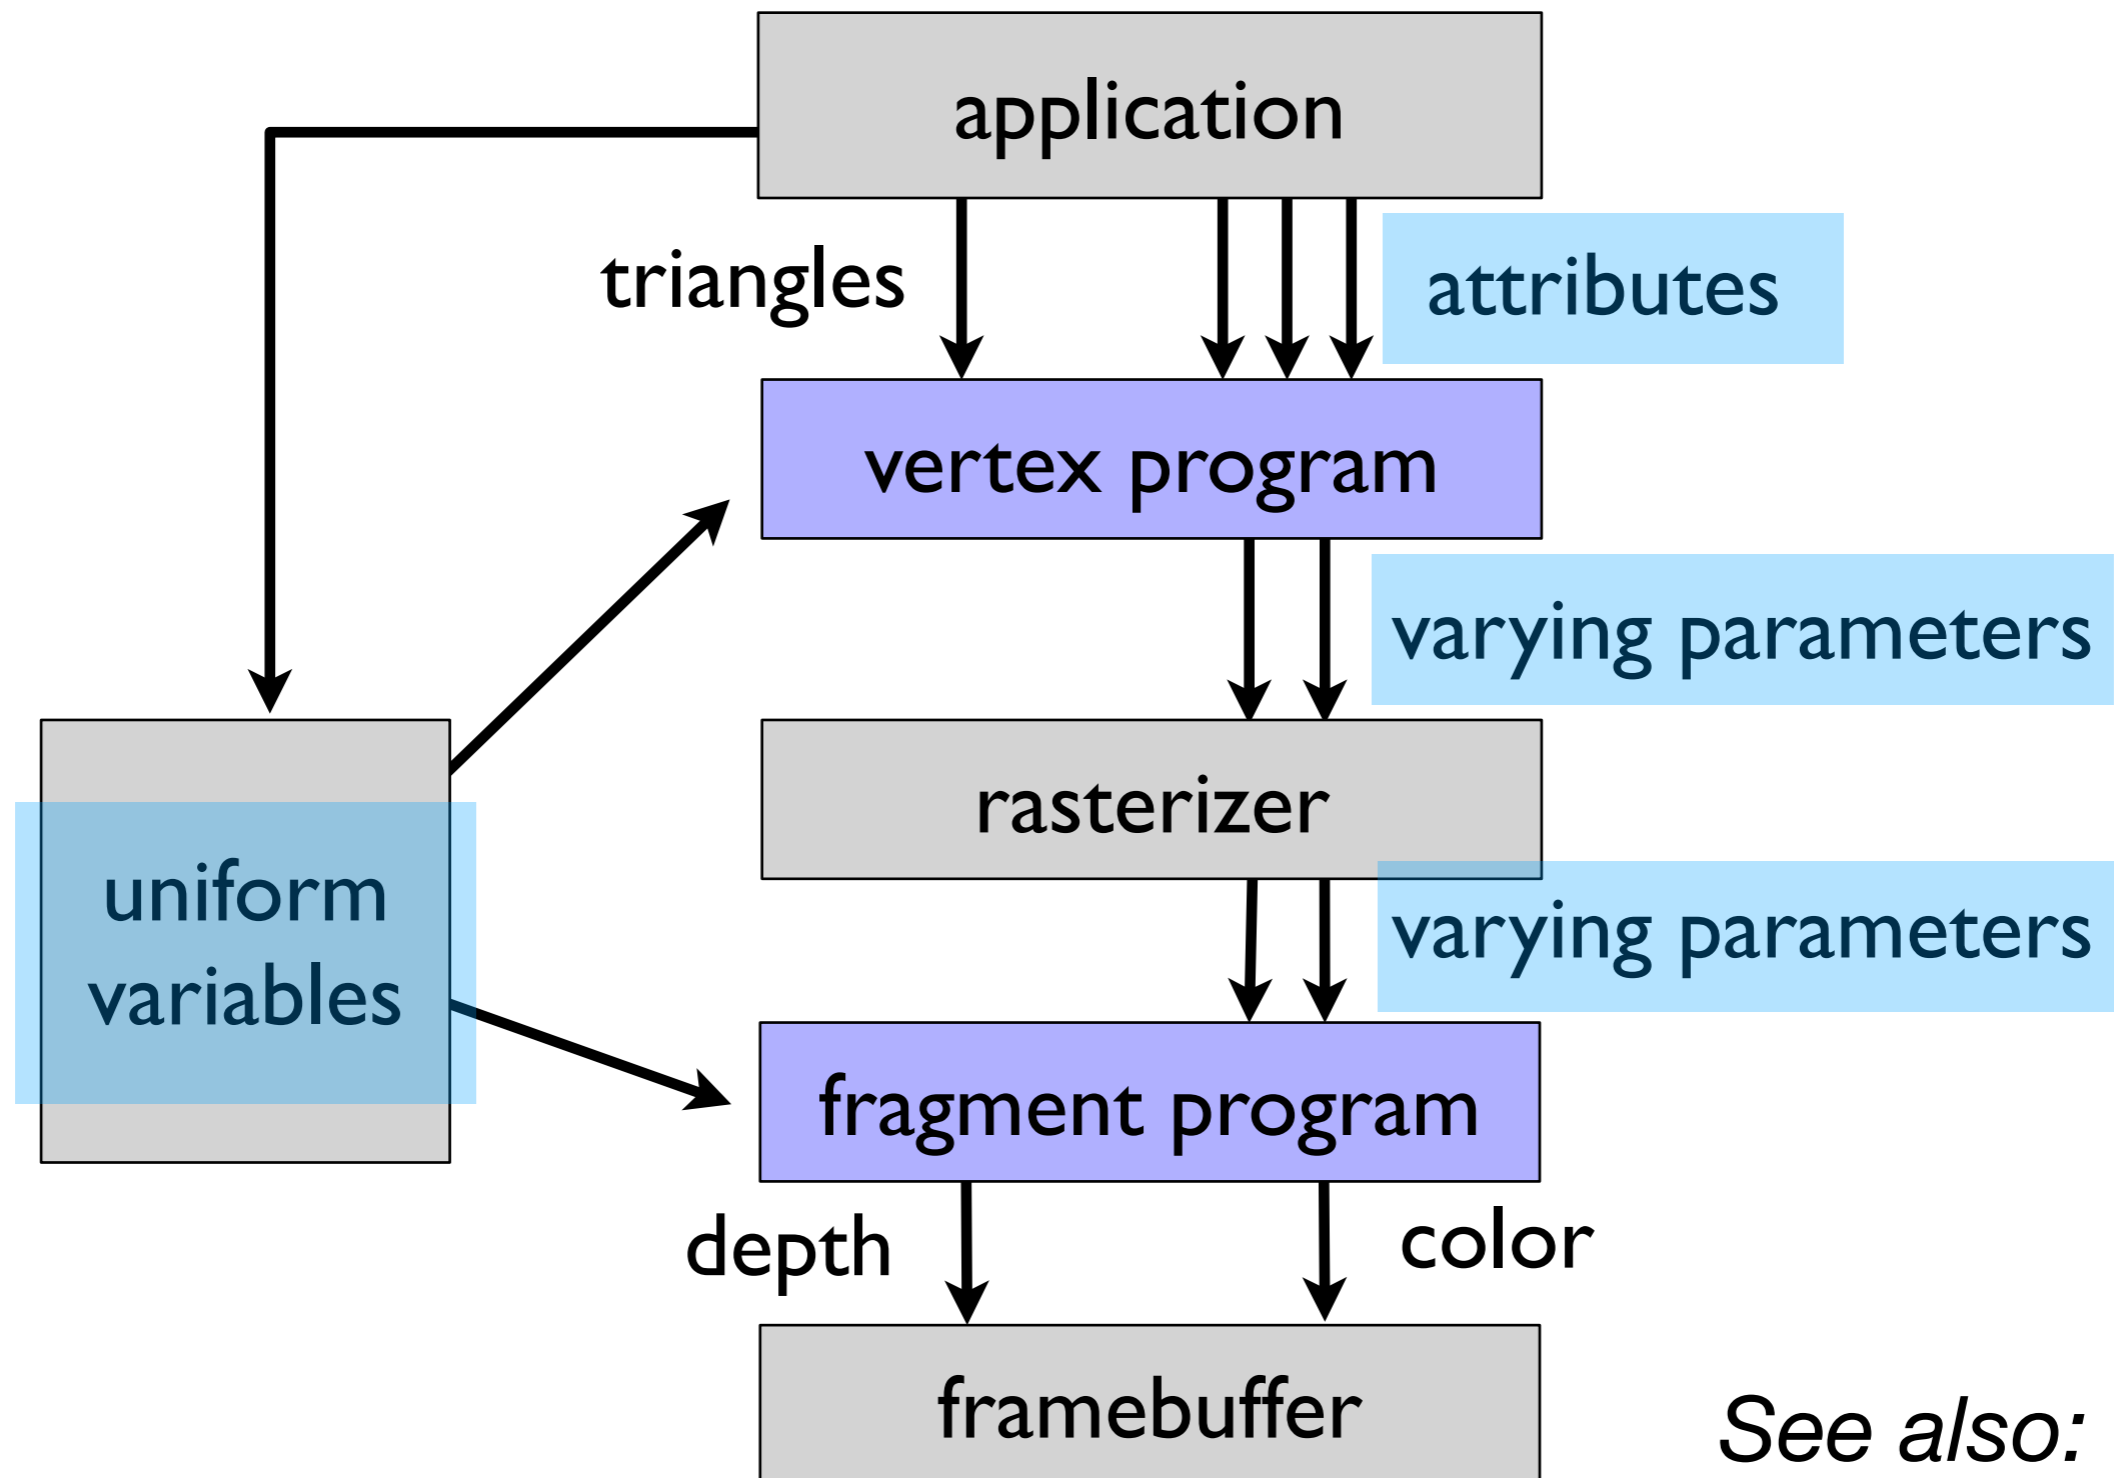 application
triangles
attributes
vertex program
varying parameters
rasterizer
uniform
variables
varying parameters
fragment program
depth
color
framebuffer
See also: